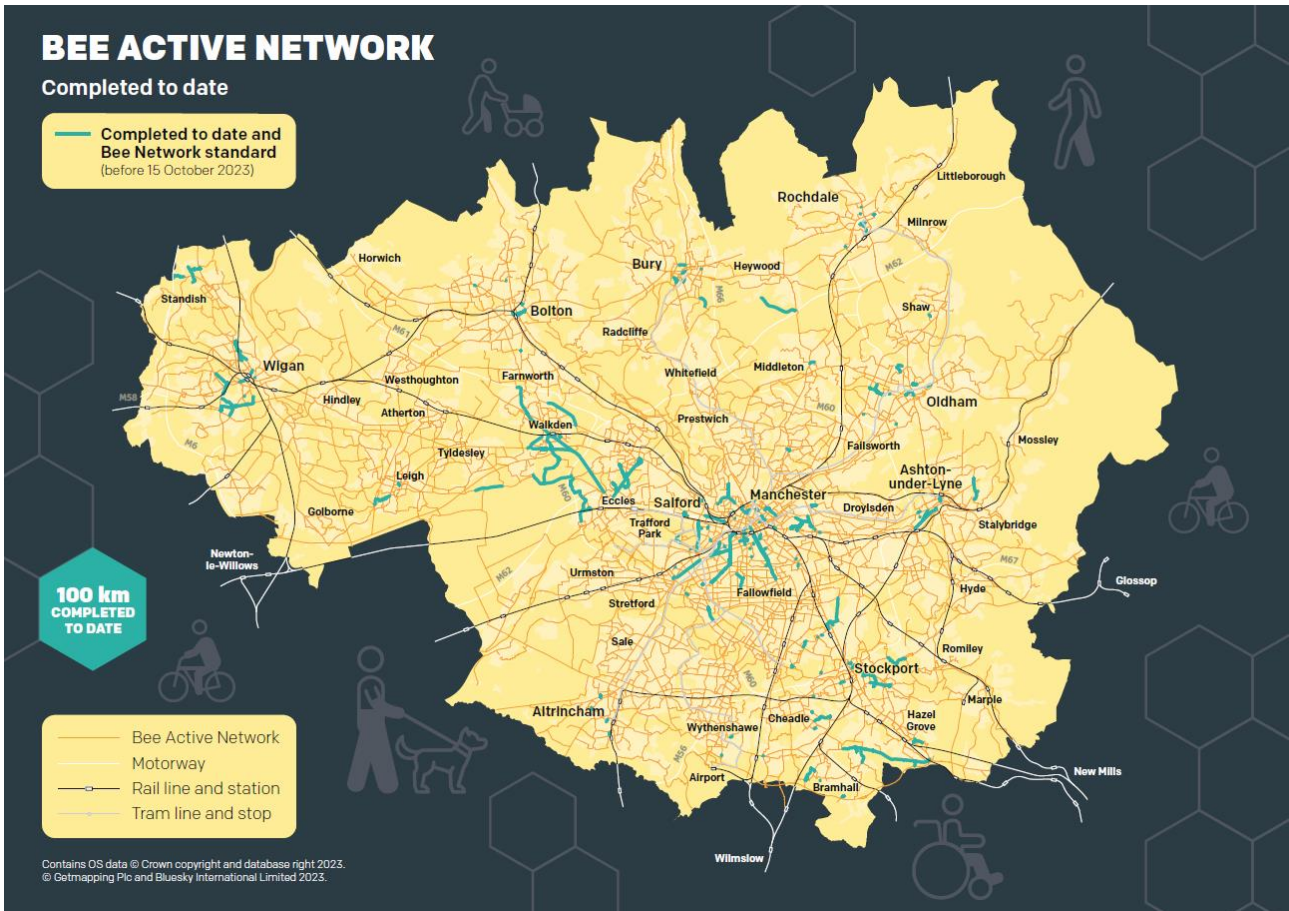 BEE ACTIVE NETWORK
Completed to date
Completed to date and
Bee Network standard
(before 15 October 2023)
Littleborough
Rochdale
Milnrow
Horwich
Bury
Heywood
M62
Standish
M66
Shaw
Bolton
M61
Radcliffe
Wigan
Whitefield
Middleton
Westhoughton
Farnworth
M58
Hindley
Oldham
Atherton
M60
Prestwich
Walkden
M6
Failsworth
Mossley
Tyldesley
Ashton-
under-Lyne
Leigh
M60
Eccles
Salford
Manchester
Droylsden
Golborne
Trafford
Park
Stalybridge
Newton-
le-Willows
M67
M62
Urmston
Glossop
Hyde
Fallowfield
Stretford
100 km
COMPLETED
TO DATE
Sale
Romiley
Stockport
M60
Marple
Altrincham
Cheadle
Hazel
Grove
Wythenshawe
M56
Airport
New Mills
Bramhall
Wilmslow
Bee Active Network
Motorway
Rail line and station
Tram line and stop
Contains OS data © Crown copyright and database right 2023.
© Getmapping Plc and Bluesky International Limited 2023.